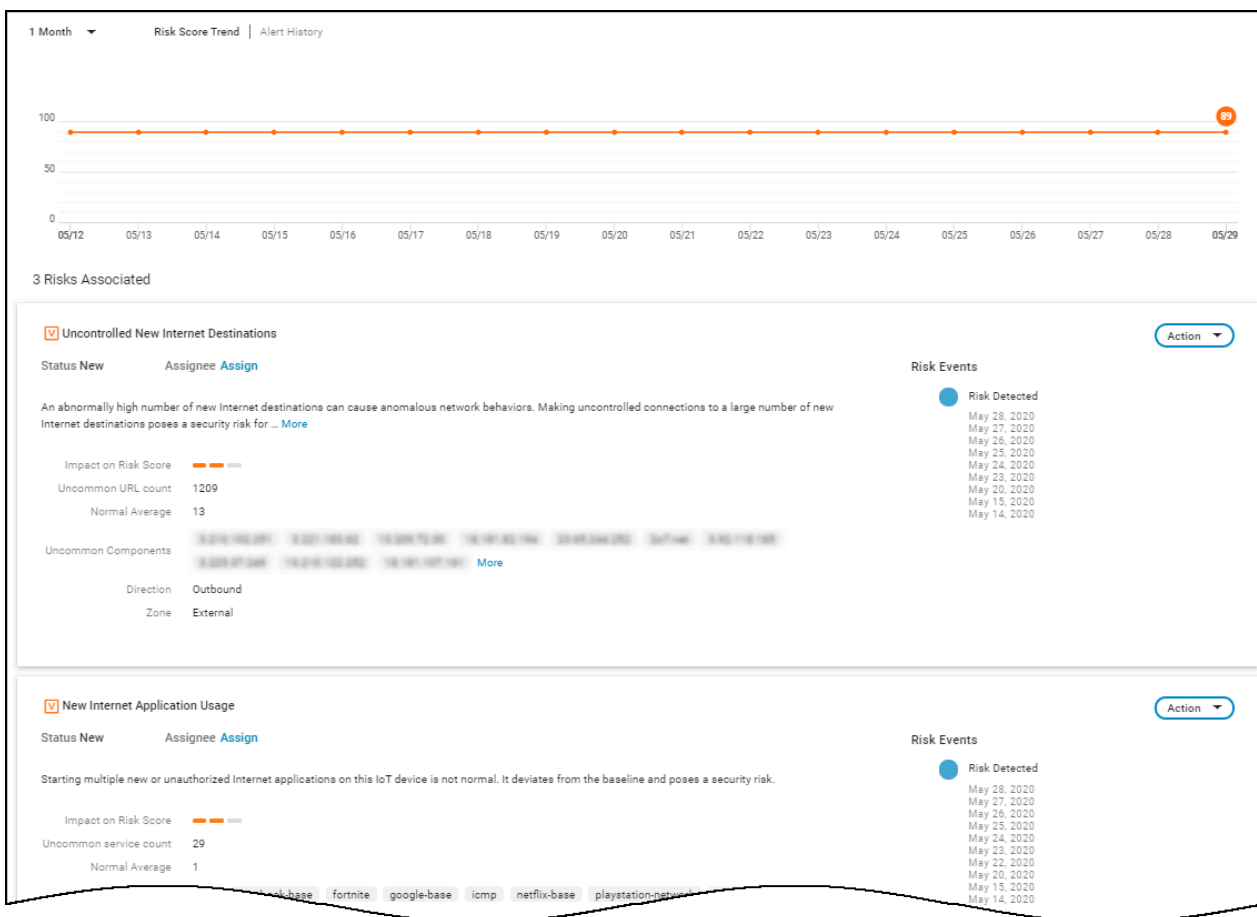 1 Month Risk Score Trend | Alert History
100
89
50
0
05/12 05/13 05/14 05/15 05/16 05/17 05/18 05/19 05/20 05/21 05/22 05/23 05/24 05/25 05/26 05/27 05/28 05/29
3 Risks Associated
V Uncontrolled New Internet Destinations
Action
Status New Assignee Assign
Risk Events
An abnormally high number of new Internet destinations can cause anomalous network behaviors. Making uncontrolled connections to a large number of new
Internet destinations poses a security risk for ... More
Impact on Risk Score
Uncommon URL count 1209
Normal Average 13
Uncommon Components
More
Direction Outbound
Zone External
Risk Detected
May 28, 2020
May 27, 2020
May 26, 2020
May 25, 2020
May 24, 2020
May 23, 2020
May 20, 2020
May 15, 2020
May 14, 2020
V New Internet Application Usage
Action
Status New Assignee Assign
Risk Events
Starting multiple new or unauthorized Internet applications on this IoT device is not normal. It deviates from the baseline and poses a security risk.
Impact on Risk Score
Uncommon service count 29
Normal Average 1
fortnite google-base icmp netflix-base
Risk Detected
May 28, 2020
May 27, 2020
May 26, 2020
May 25, 2020
May 24, 2020
May 23, 2020
May 22, 2020
May 20, 2020
May 15, 2020
May 14, 2020